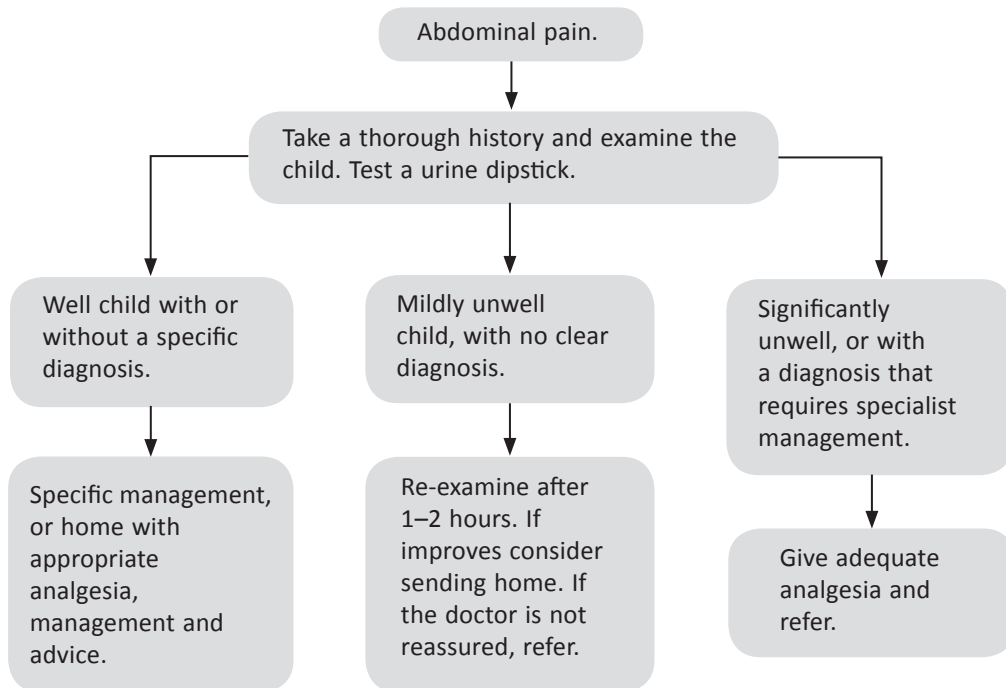 Abdominal pain.
Take a thorough history and examine the
child. Test a urine dipstick.
Well child with or
without a specific
diagnosis.
Mildly unwell
child, with no clear
diagnosis.
Significantly
unwell, or with
a diagnosis that
requires specialist
management.
Specific management,
or home with
appropriate
analgesia,
management and
advice.
Re-examine after
1–2 hours. If
improves consider
sending home. If
the doctor is not
reassured, refer.
Give adequate
analgesia and
refer.